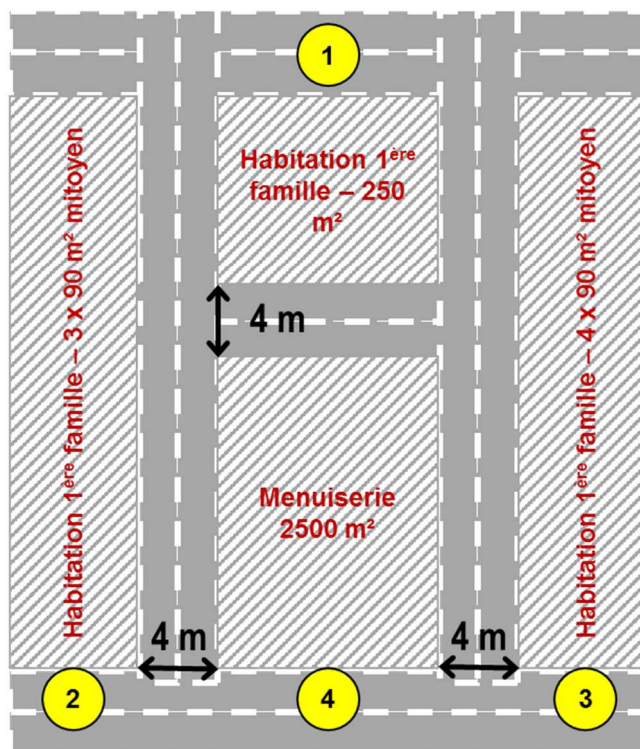 1
Habitation 1ère
famille – 250
m²
4 m
Menuiserie
2500 m²
Habitation 1ère famille – 3 x 90 m² mitoyen
Habitation 1ère famille – 4 x 90 m² mitoyen
4 m
4 m
2
4
3